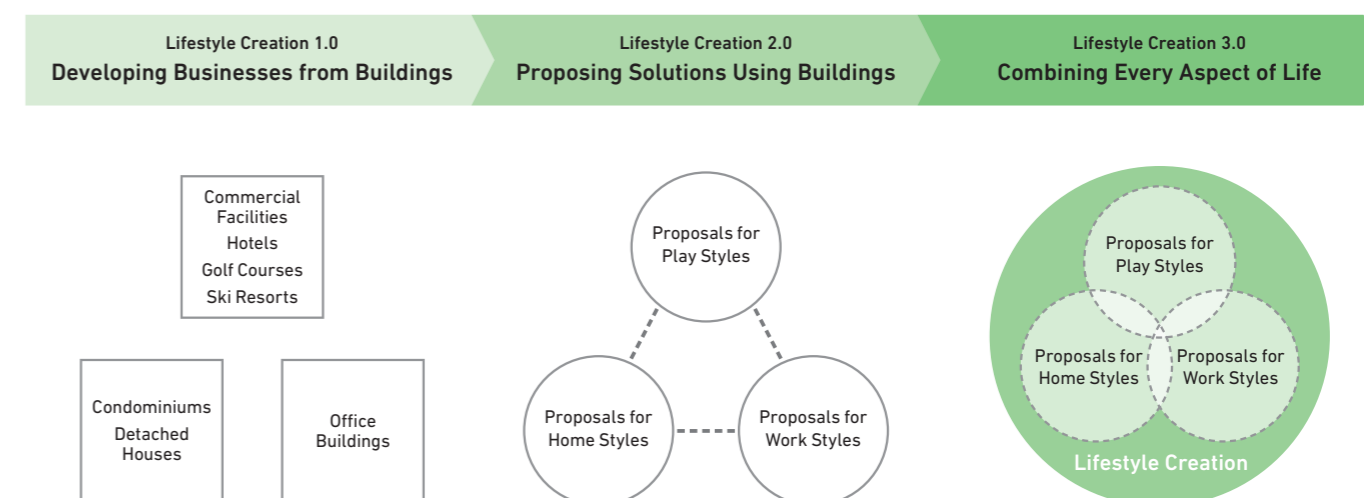 Lifestyle Creation 1.0
Developing Businesses from Buildings
Lifestyle Creation 2.0
Proposing Solutions Using Buildings
Lifestyle Creation 3.0
Combining Every Aspect of Life
Commercial
Facilities
Hotels
Golf Courses
Ski Resorts
Condominiums
Detached
Houses
Office
Buildings
Proposals for
Play Styles
Proposals for
Home Styles
Proposals for
Work Styles
Proposals for
Play Styles
Proposals for
Home Styles
Proposals for
Work Styles
Lifestyle Creation